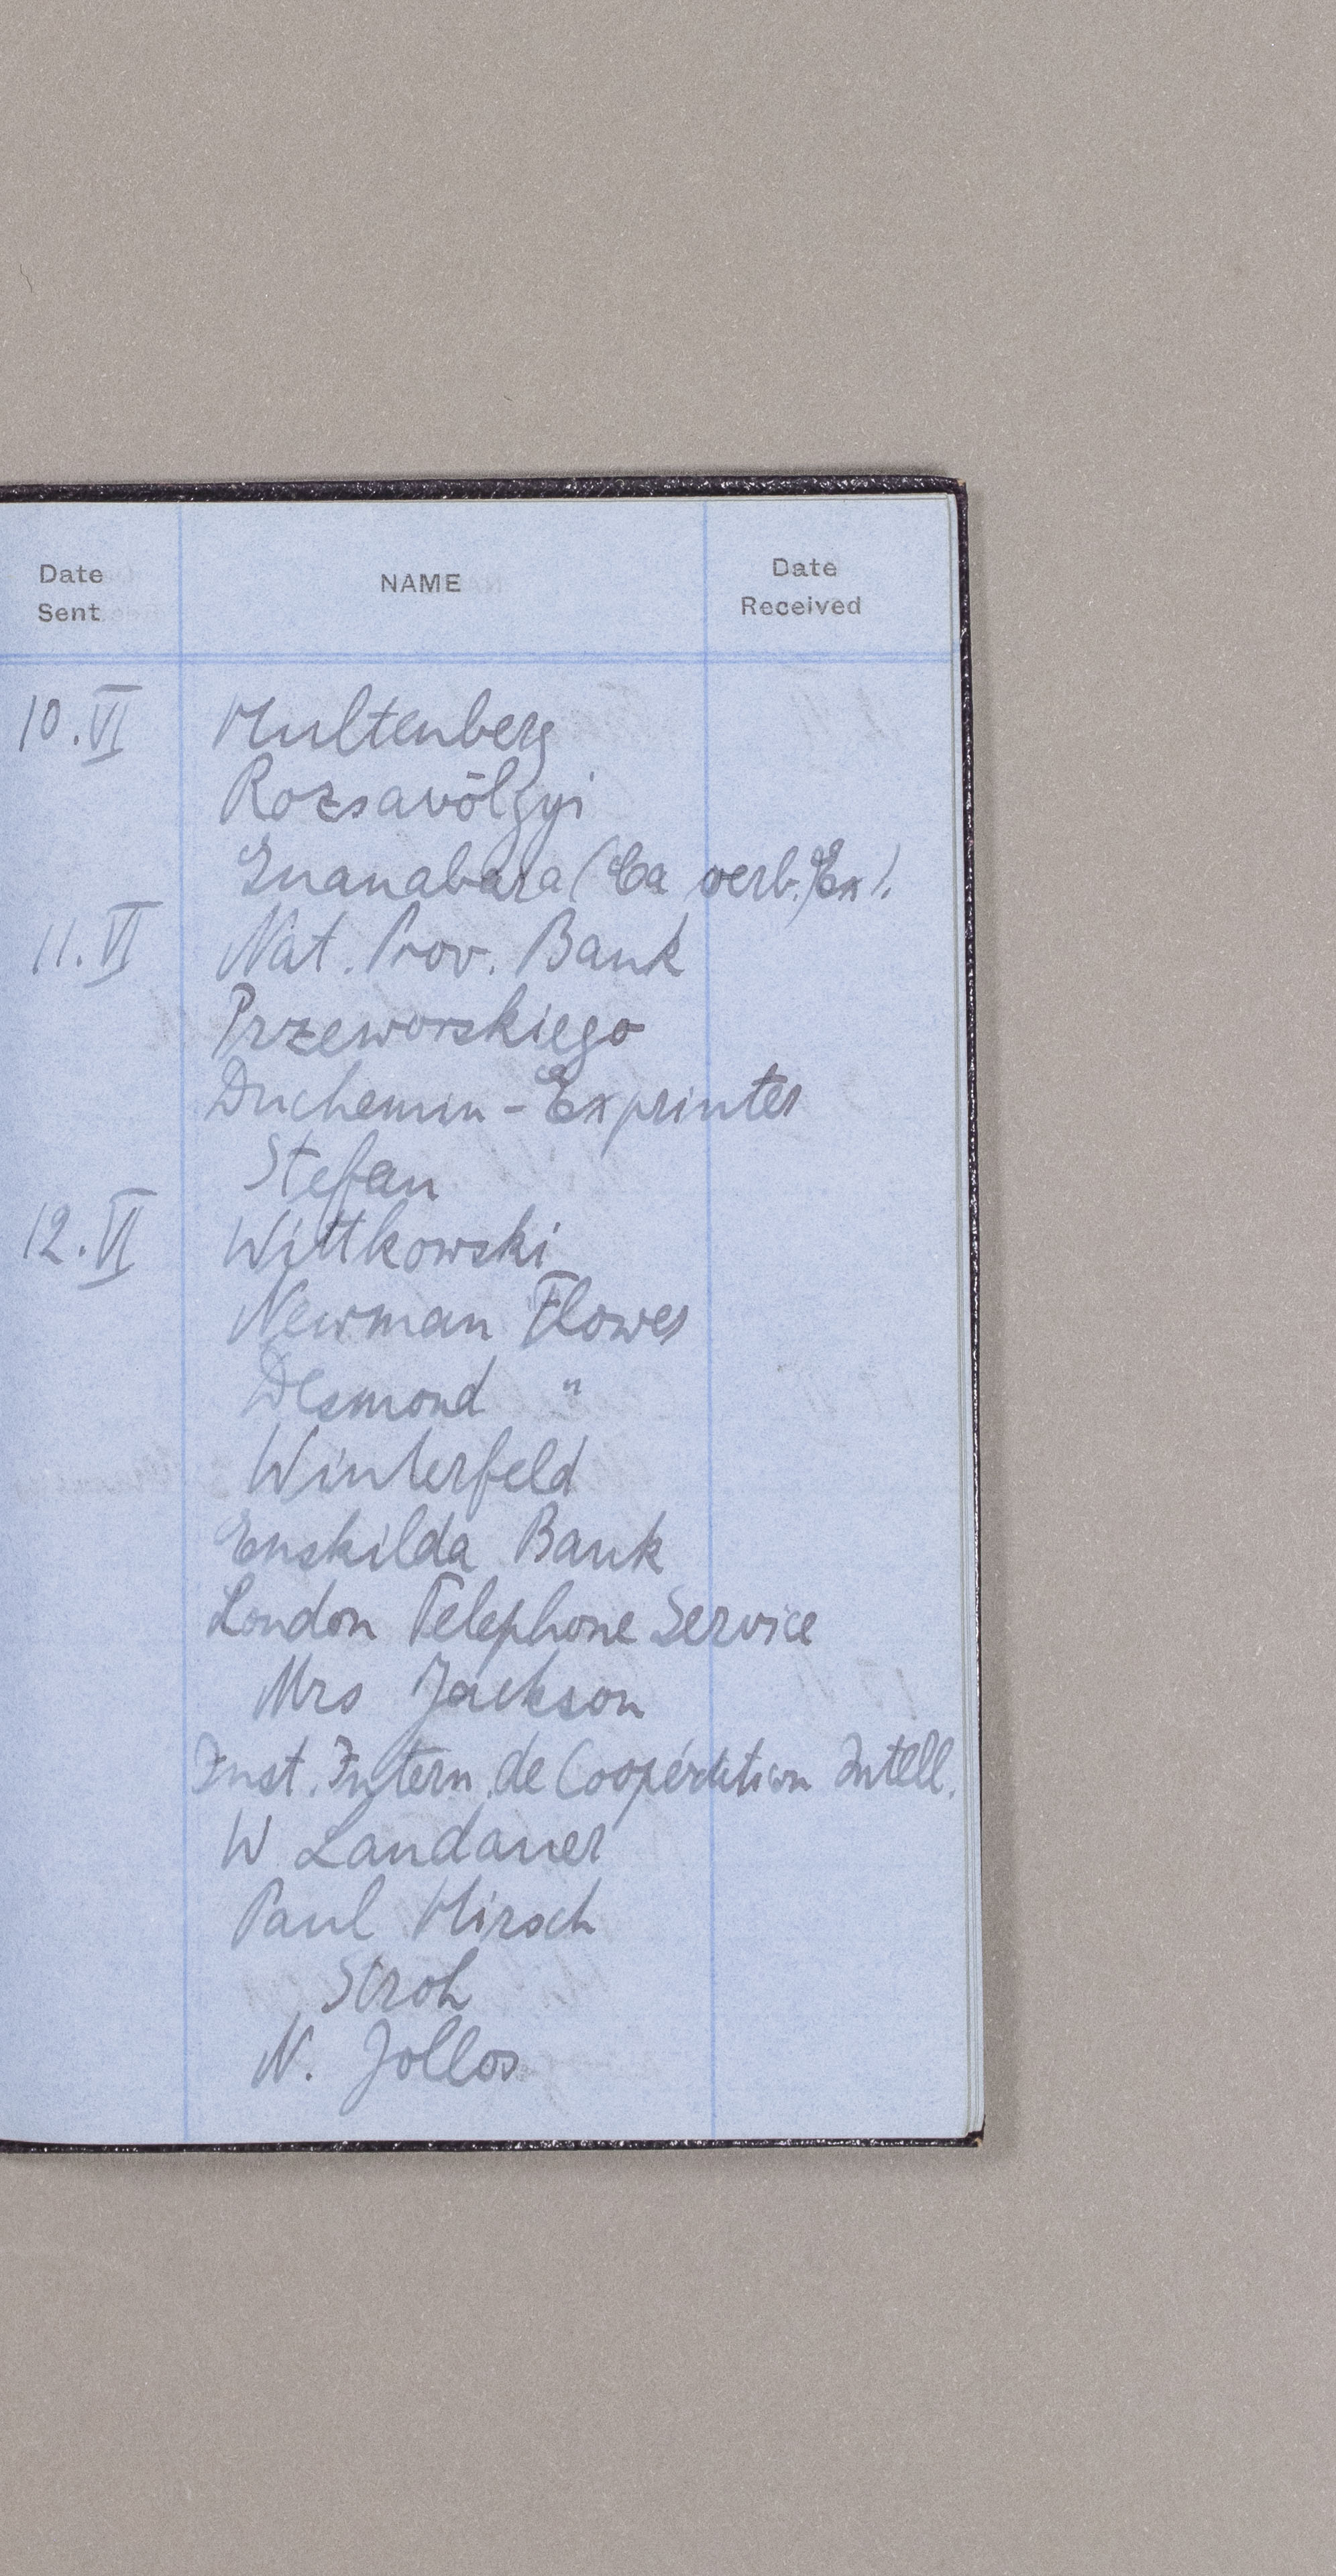 Date Sent NAME Date Received
10. VI Hultenberg
Rozsavölgyi
Guanabara (Ca verb. Ex).
11. VI Nat. Prov. Bank
Przeworskiego
Duchemin - Exprinter
Stefan
12. VI Wittkowski
Newman Flower
Desmond "
Winterfeld
Enskilda Bank
London Telephone Service
Mrs Jackson
Inst. Intern. de Coopération Intell.
W Landauer
Paul Hirsch
Stroh
N. Jollos